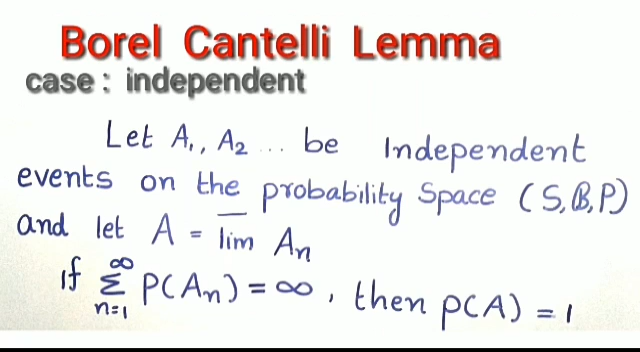 Borel Cantelli Lemma
case : independent
Let A₁, A₂ ... be Independent
events on the probability Space (S, B, P)
and let A = \overline{lim} Aₙ
if ∑_{n=1}^{∞} P(Aₙ) = ∞, then P(A) = 1